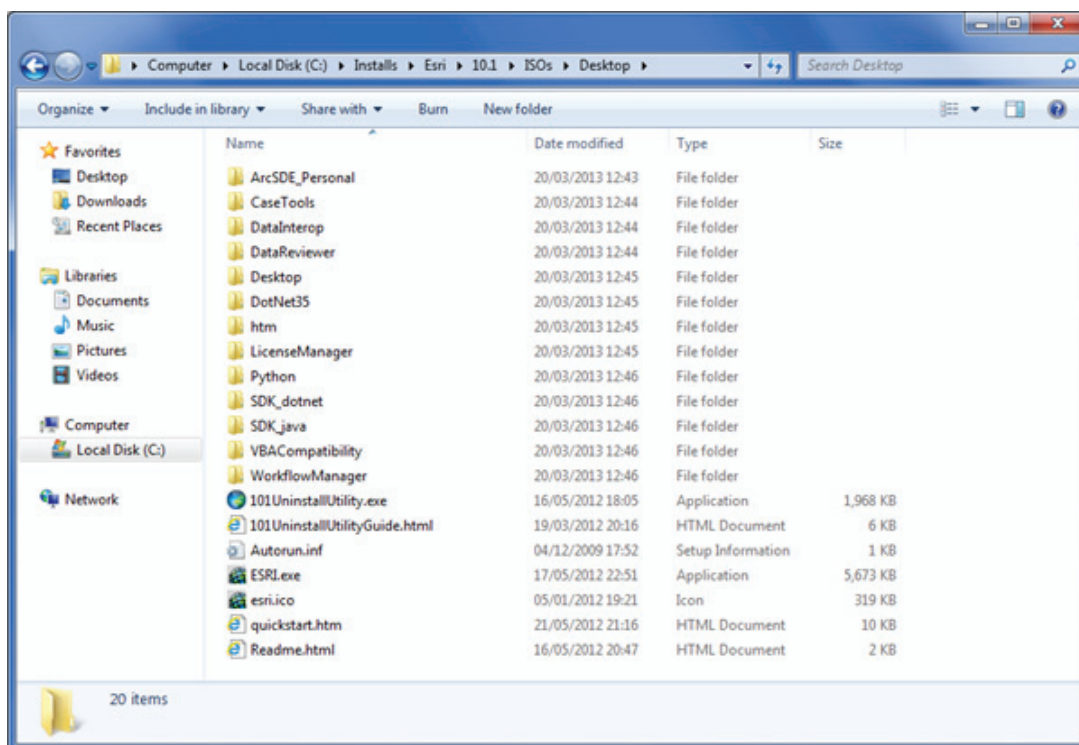 Computer Local Disk (C:) Installs Esri 10.1 ISOs Desktop Search Desktop
Organize Include in library Share with Burn New folder
Favorites
Desktop
Downloads
Recent Places
Libraries
Documents
Music
Pictures
Videos
Computer
Local Disk (C:)
Network
Name Date modified Type Size
ArcSDE_Personal 20/03/2013 12:43 File folder
CaseTools 20/03/2013 12:44 File folder
DataInterop 20/03/2013 12:44 File folder
DataReviewer 20/03/2013 12:44 File folder
Desktop 20/03/2013 12:45 File folder
DotNet35 20/03/2013 12:45 File folder
htm 20/03/2013 12:45 File folder
LicenseManager 20/03/2013 12:45 File folder
Python 20/03/2013 12:46 File folder
SDK_dotnet 20/03/2013 12:46 File folder
SDK_java 20/03/2013 12:46 File folder
VBACompatibility 20/03/2013 12:46 File folder
WorkflowManager 20/03/2013 12:46 File folder
101UninstallUtility.exe 16/05/2012 18:05 Application 1,968 KB
101UninstallUtilityGuide.html 19/03/2012 20:16 HTML Document 6 KB
Autorun.inf 04/12/2009 17:52 Setup Information 1 KB
ESRI.exe 17/05/2012 22:51 Application 5,673 KB
esri.ico 05/01/2012 19:21 Icon 319 KB
quickstart.htm 21/05/2012 21:16 HTML Document 10 KB
Readme.html 16/05/2012 20:47 HTML Document 2 KB
20 items